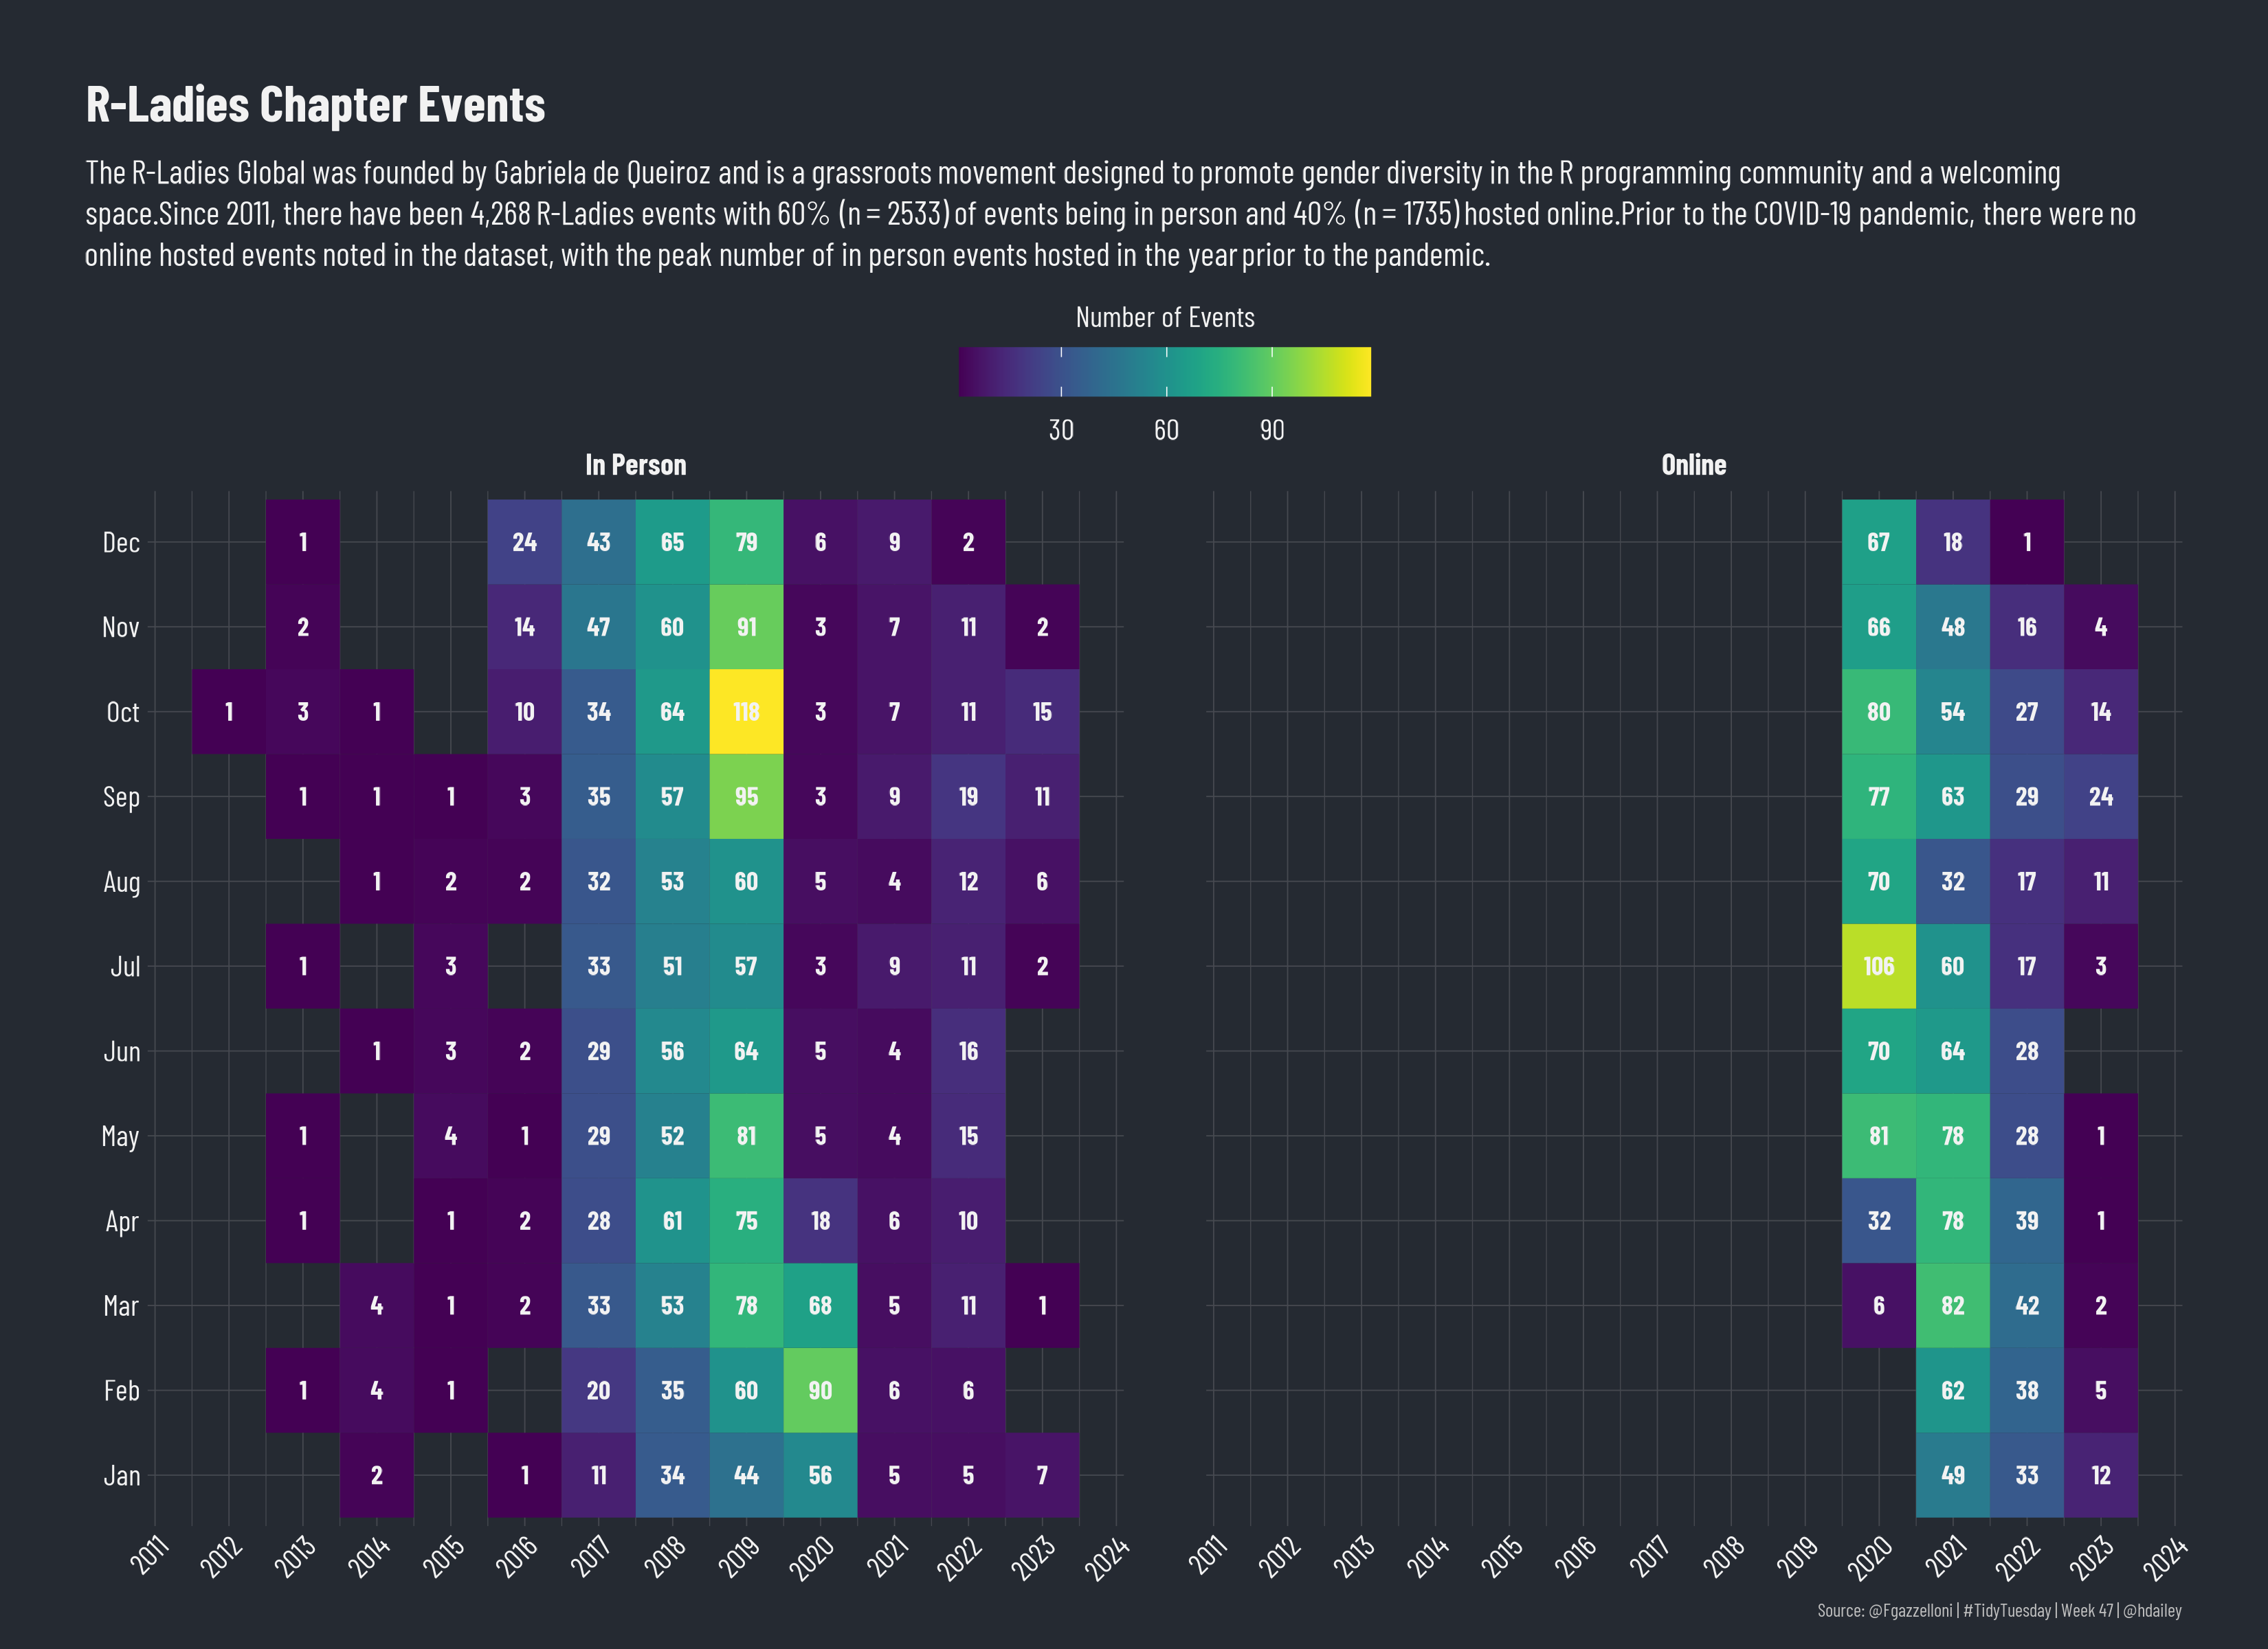 R-Ladies Chapter Events
The R-Ladies Global was founded by Gabriela de Queiroz and is a grassroots movement designed to promote gender diversity in the R programming community and a welcoming
space.Since 2011, there have been 4,268 R-Ladies events with 60% (n = 2533) of events being in person and 40% (n = 1735) hosted online.Prior to the COVID-19 pandemic, there were no
online hosted events noted in the dataset, with the peak number of in person events hosted in the year prior to the pandemic.
Number of Events
30 60 90
In Person Online
Dec 1 24 43 65 79 6 9 2 67 18 1
Nov 2 14 47 60 91 3 7 11 2 66 48 16 4
Oct 1 3 1 10 34 64 118 3 7 11 15 80 54 27 14
Sep 1 1 1 3 35 57 95 3 9 19 11 77 63 29 24
Aug 1 2 2 32 53 60 5 4 12 6 70 32 17 11
Jul 1 3 33 51 57 3 9 11 2 106 60 17 3
Jun 1 3 2 29 56 64 5 4 16 70 64 28
May 1 4 1 29 52 81 5 4 15 81 78 28 1
Apr 1 1 2 28 61 75 18 6 10 32 78 39 1
Mar 4 1 2 33 53 78 68 5 11 1 6 82 42 2
Feb 1 4 1 20 35 60 90 6 6 62 38 5
Jan 2 1 11 34 44 56 5 5 7 49 33 12
2011 2012 2013 2014 2015 2016 2017 2018 2019 2020 2021 2022 2023 2024 2011 2012 2013 2014 2015 2016 2017 2018 2019 2020 2021 2022 2023 2024
Source: @Fgazzelloni | #TidyTuesday | Week 47 | @hdailey